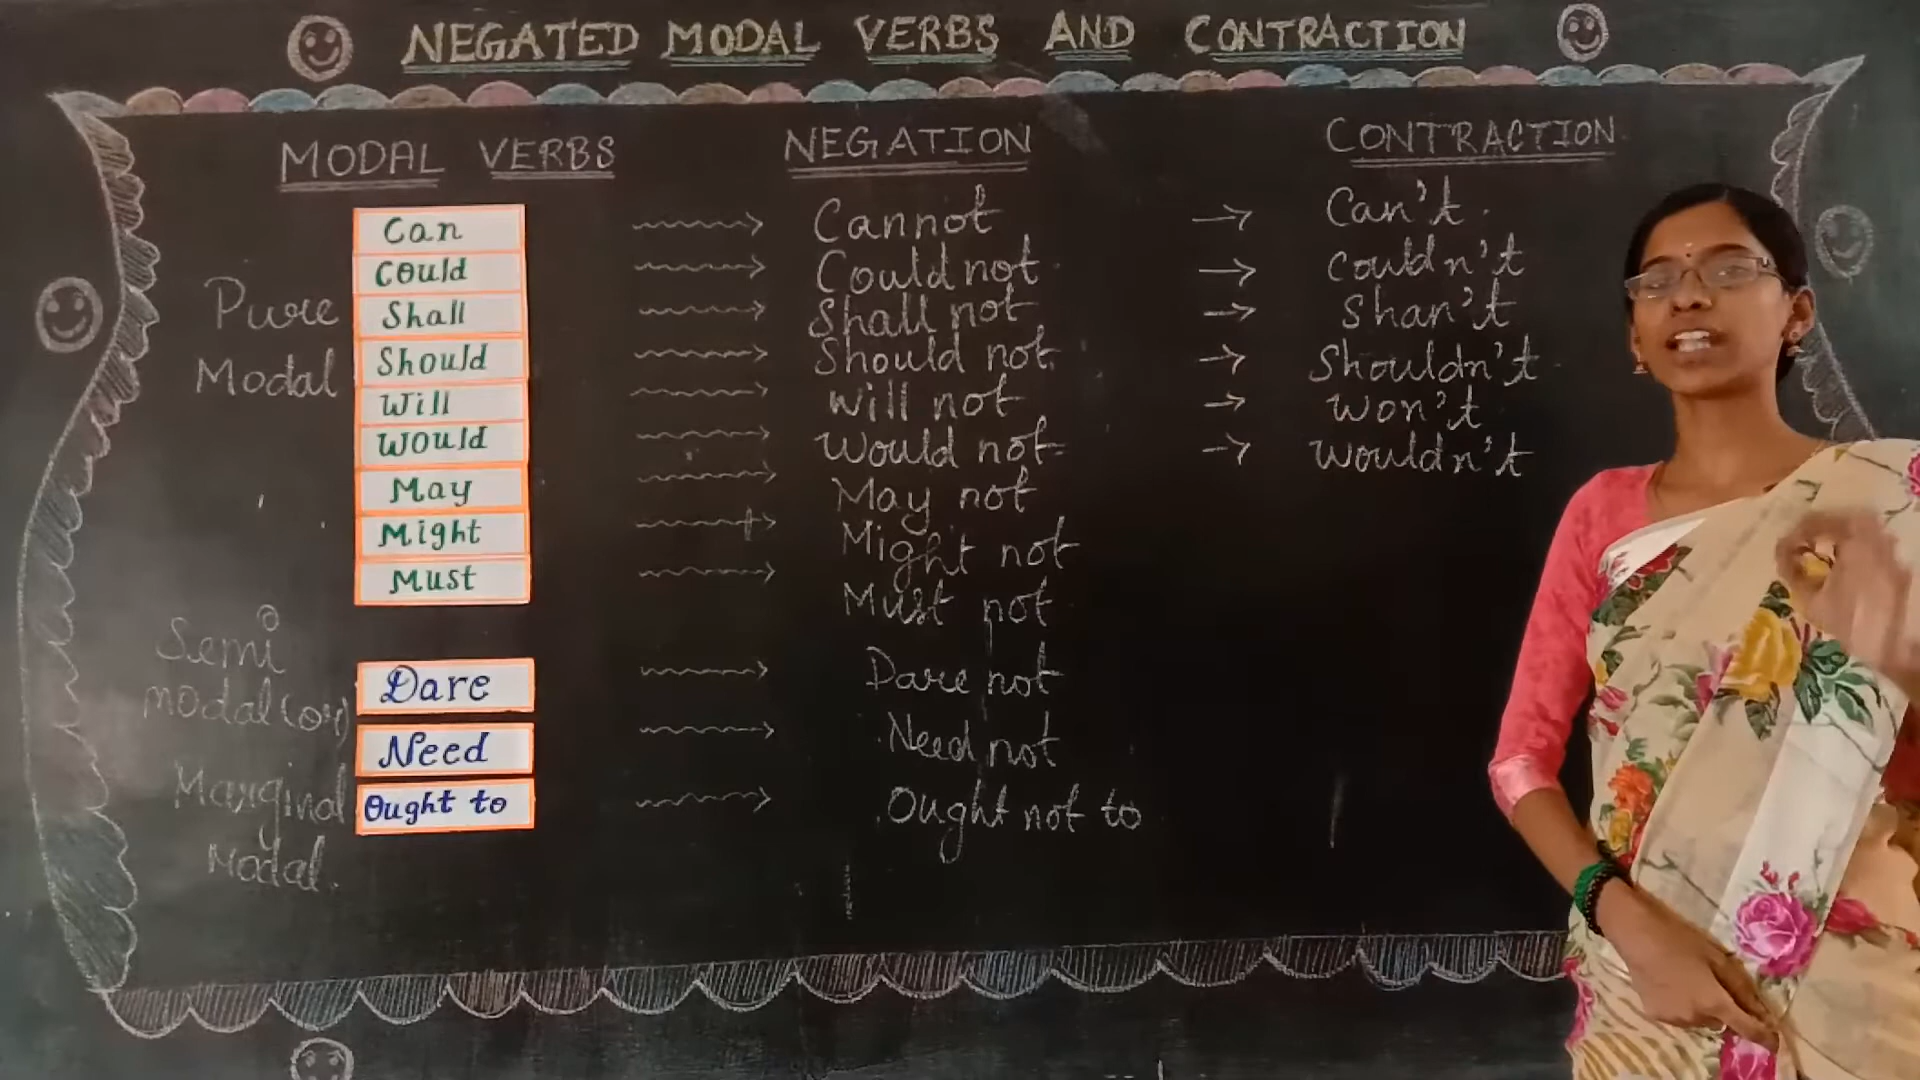 NEGATED MODAL VERBS AND CONTRACTION
MODAL VERBS NEGATION CONTRACTION
Pure Modal
Can → Cannot → Can't
Could → Could not → Couldn't
Shall → Shall not → Shan't
Should → Should not → Shouldn't
Will → Will not → Won't
Would → Would not → Wouldn't
May → May not
Might → Might not
Must → Must not
Semi modal (or) Marginal Modal.
Dare → Dare not
Need → Need not
Ought to → Ought not to